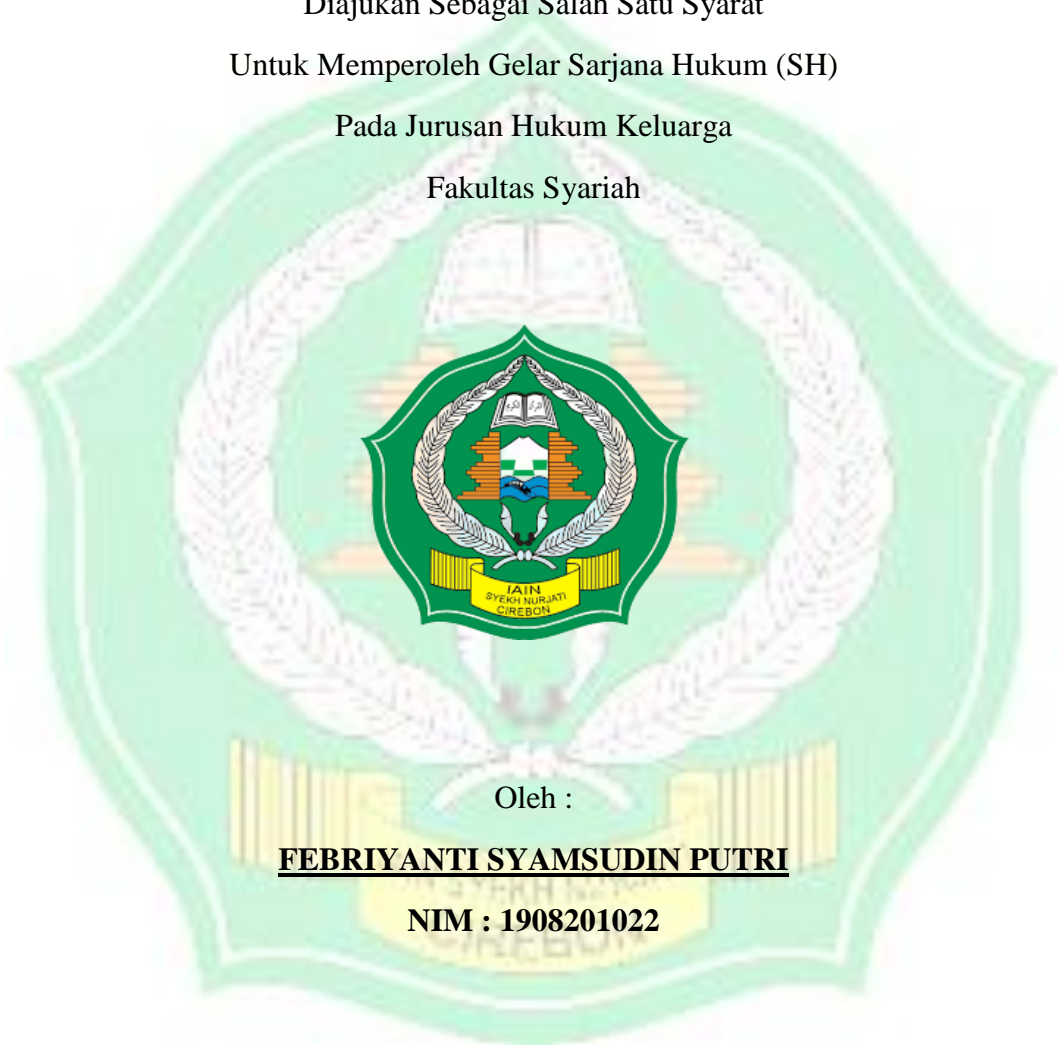 Diajukan Sebagai Salah Satu Syarat
Untuk Memperoleh Gelar Sarjana Hukum (SH)
Pada Jurusan Hukum Keluarga
Fakultas Syariah
IAIN
SYEKH NURJATI
CIREBON
Oleh :
FEBRIYANTI SYAMSUDIN PUTRI
NIM : 1908201022